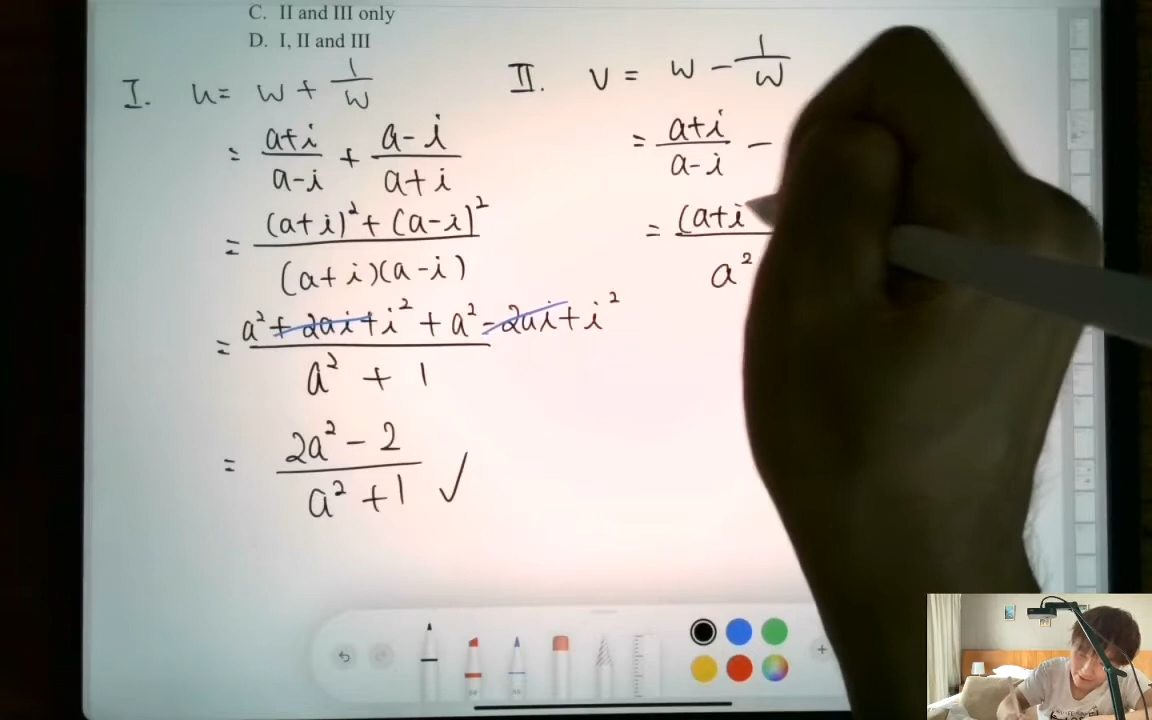 C. II and III only
D. I, II and III
I. u = w + 1/w
= (a+i)/(a-i) + (a-i)/(a+i)
= ((a+i)² + (a-i)²)/((a+i)(a-i))
= (a² + 2ai + i² + a² - 2ai + i²)/(a² + 1)
= (2a² - 2)/(a² + 1) ✓
II. v = w - 1/w
= (a+i)/(a-i) -
= (a+i
a²